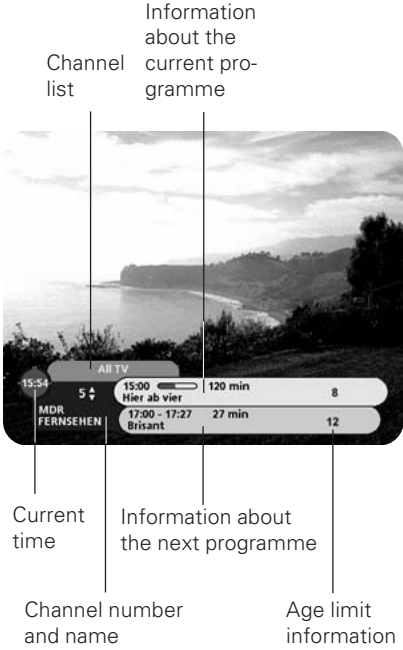 Information
about the
current pro-
gramme
Channel
list
All TV
15:54
5
15:00 120 min
8
Hier ab vier
MDR
FERNSEHEN
17:00 - 17:27 27 min
12
Brisant
Current
time
Information about
the next programme
Channel number
and name
Age limit
information